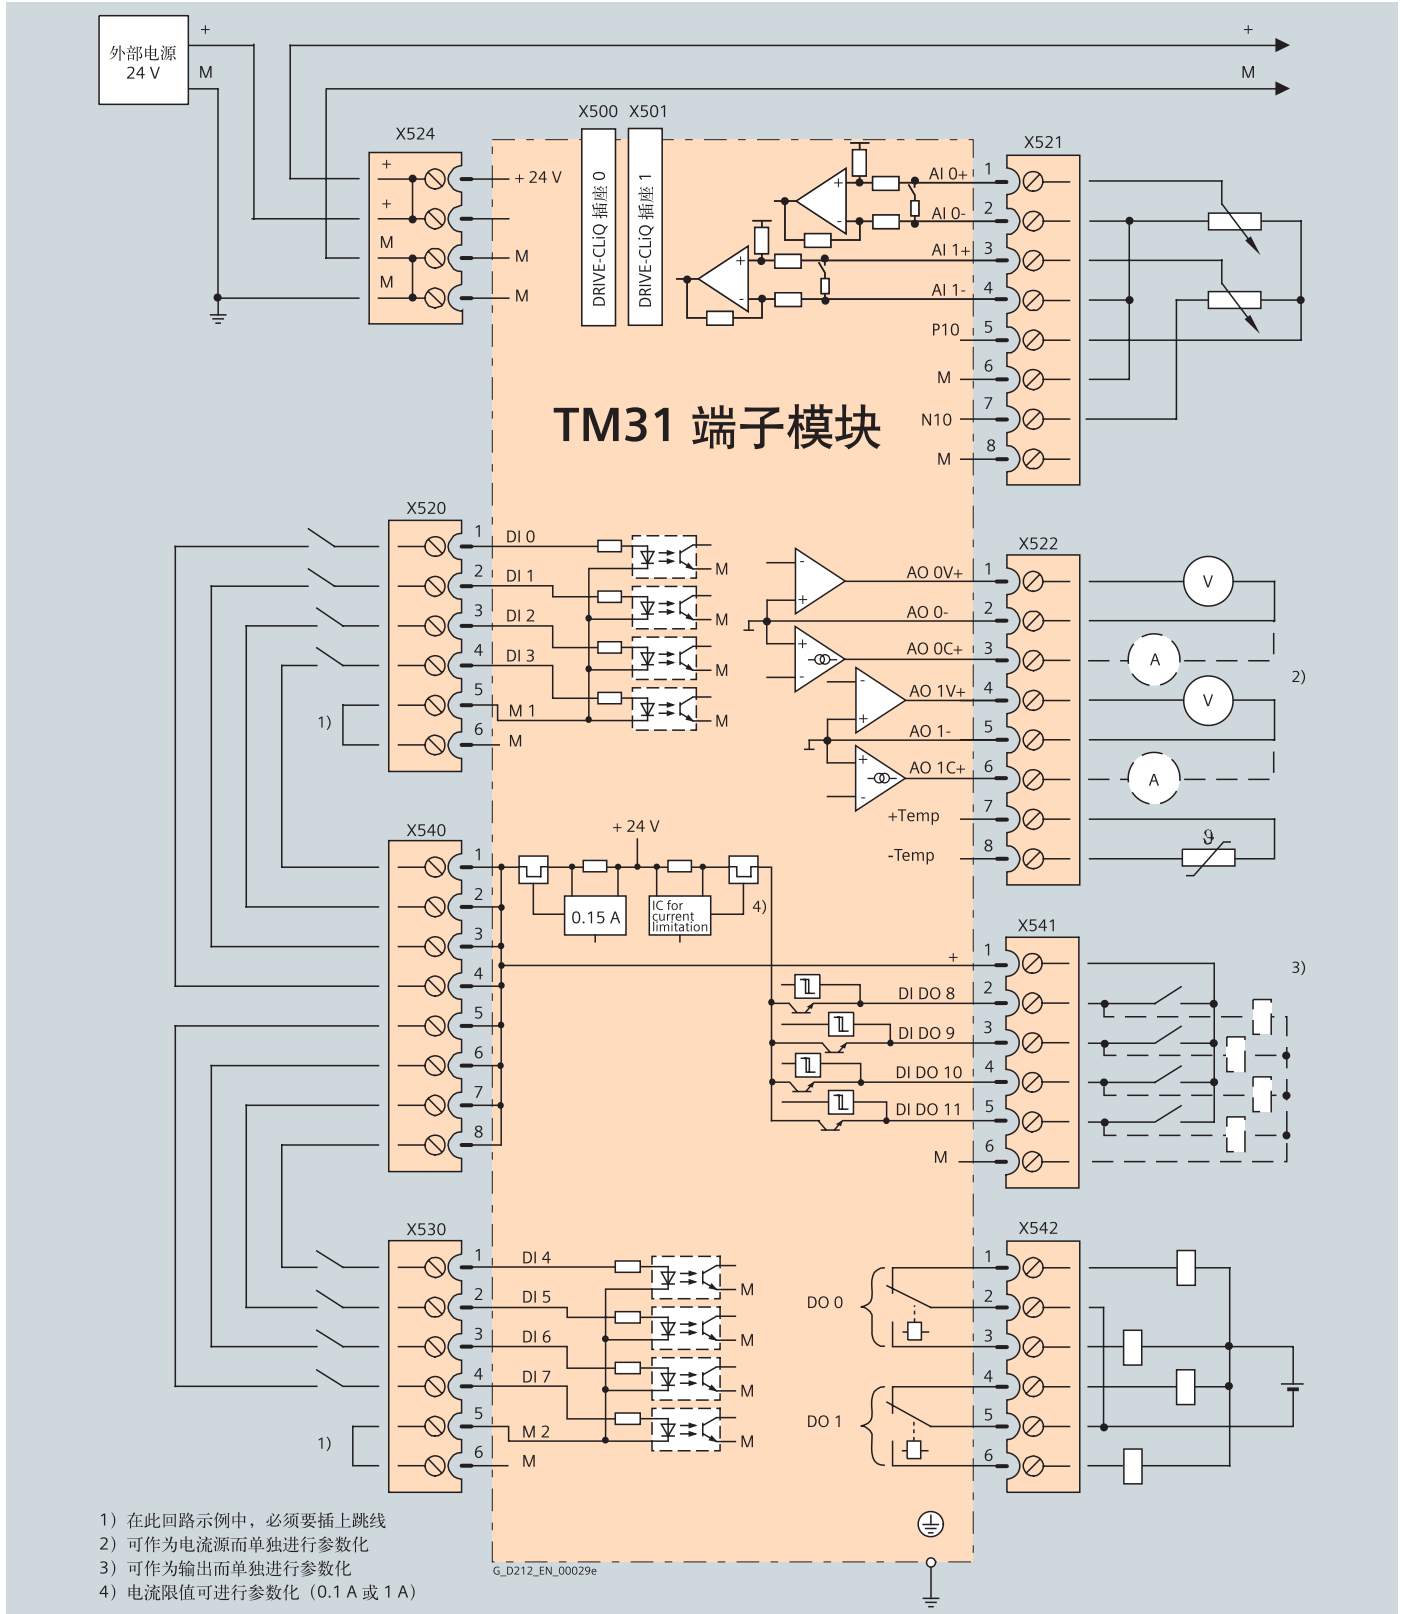 外部电源
24 V
+
M
+
M
X524
+
+
M
M
+ 24 V
M
M
X500
X501
DRIVE-CLiQ 插座 0
DRIVE-CLiQ 插座 1
+
-
+
-
AI 0+
AI 0-
AI 1+
AI 1-
P10
M
N10
M
X521
1
2
3
4
5
6
7
8
TM31 端子模块
X520
1
2
3
4
5
6
DI 0
DI 1
DI 2
DI 3
M 1
M
M
M
M
M
1)
-
+
+
-
-
+
+
-
AO 0V+
AO 0-
AO 0C+
AO 1V+
AO 1-
AO 1C+
+Temp
-Temp
X522
1
2
3
4
5
6
7
8
V
A
V
A
2)
ϑ
X540
1
2
3
4
5
6
7
8
+ 24 V
0.15 A
IC for
current
limitation
4)
+
DI DO 8
DI DO 9
DI DO 10
DI DO 11
M
X541
1
2
3
4
5
6
3)
X530
1
2
3
4
5
6
DI 4
DI 5
DI 6
DI 7
M 2
M
M
M
M
M
1)
DO 0
DO 1
X542
1
2
3
4
5
6
1）在此回路示例中，必须要插上跳线
2）可作为电流源而单独进行参数化
3）可作为输出而单独进行参数化
4）电流限值可进行参数化（0.1 A 或 1 A）
G_D212_EN_00029e